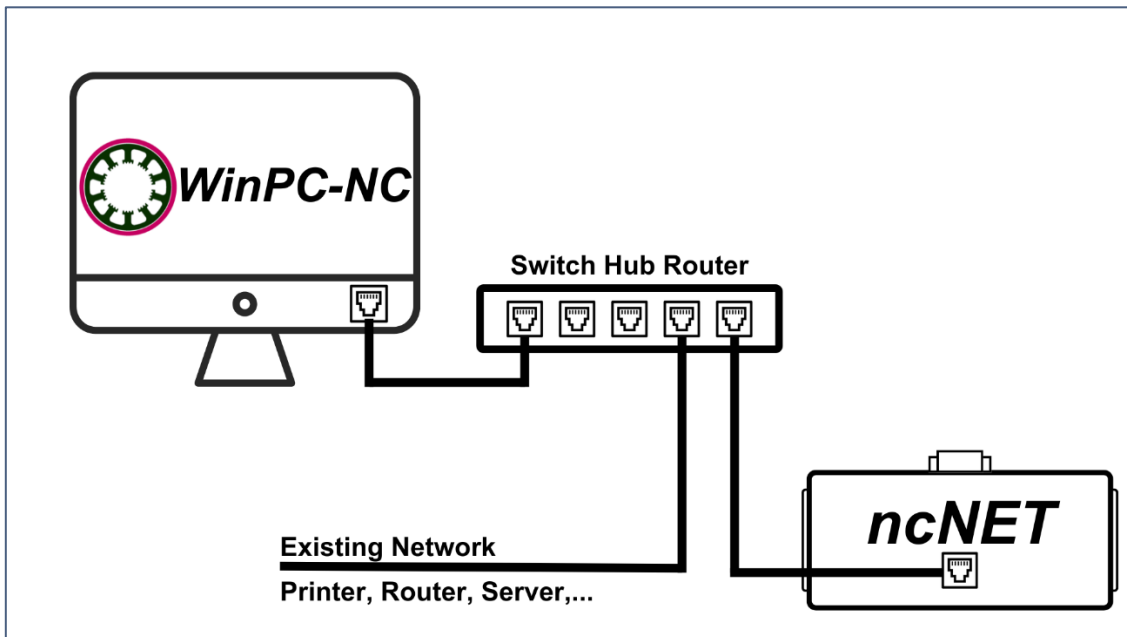 WinPC-NC
Switch Hub Router
ncNET
Existing Network
Printer, Router, Server,...